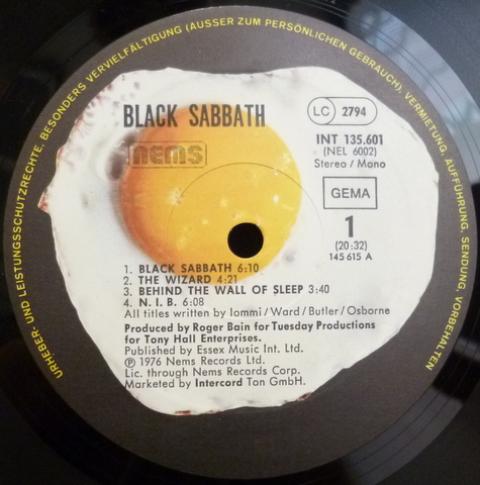 URHEBER- UND LEISTUNGSSCHUTZRECHTE, BESONDERS VERVIELFÄLTIGUNG (AUSSER ZUM PERSÖNLICHEN GEBRAUCH), VERMIETUNG, AUFFÜHRUNG, SENDUNG, VORBEHALTEN
BLACK SABBATH
LC 2794
nems
INT 135.601
(NEL 6002)
Stereo / Mono
GEMA
1
(20:32)
145 615 A
1. BLACK SABBATH 6:10
2. THE WIZARD 4:21
3. BEHIND THE WALL OF SLEEP 3:40
4. N. I. B. 6:08
All titles written by Iommi/Ward/Butler/Osborne
Produced by Roger Bain for Tuesday Productions
for Tony Hall Enterprises.
Published by Essex Music Int. Ltd.
℗ 1976 Nems Records Ltd.
Lic. through Nems Records Corp.
Marketed by Intercord Ton GmbH.